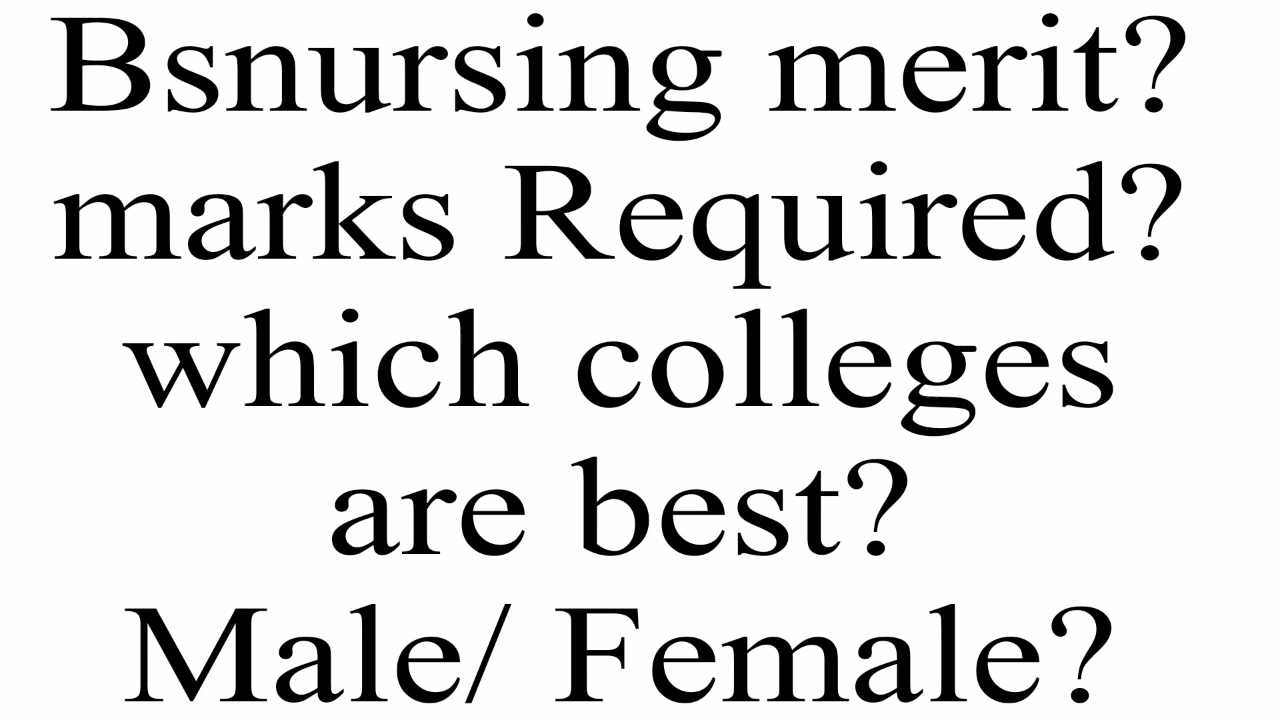 Bsnursing merit?
marks Required?
which colleges
are best?
Male/ Female?